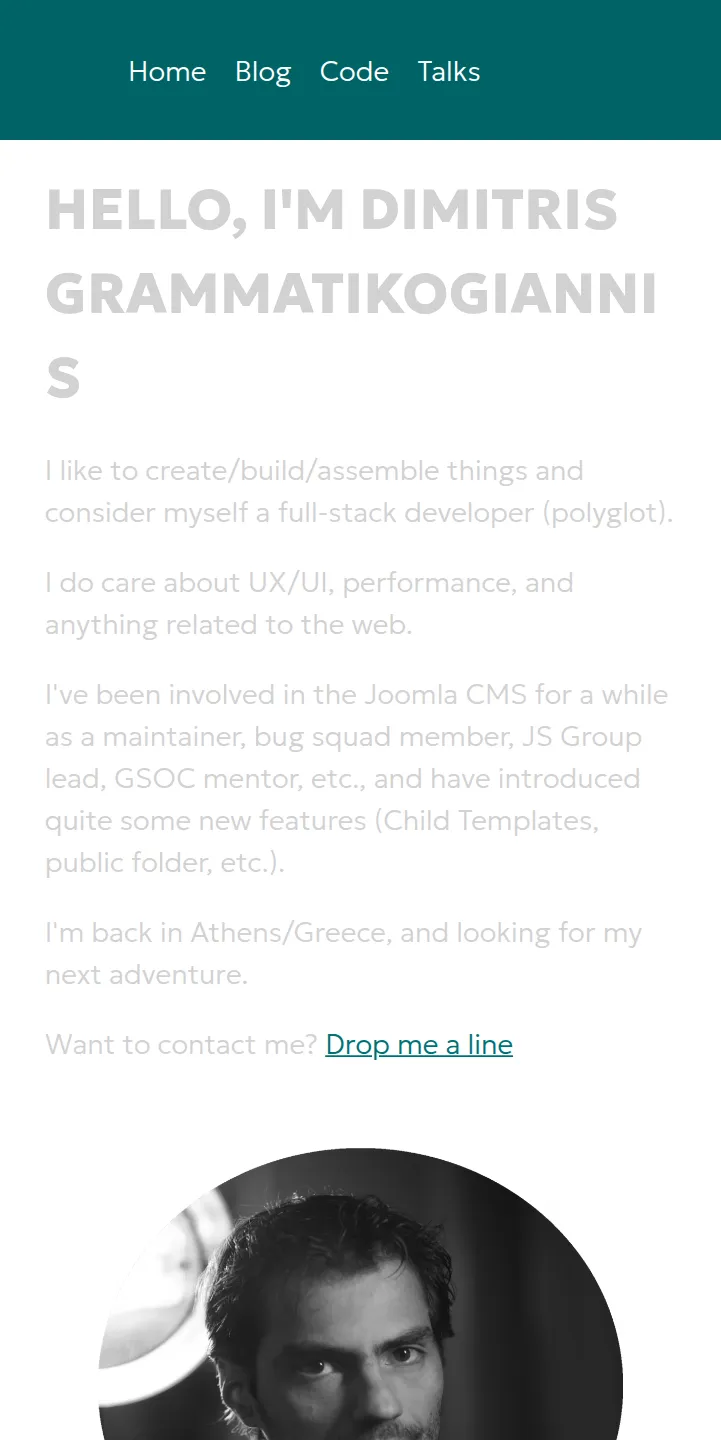 Home Blog Code Talks
HELLO, I'M DIMITRIS
GRAMMATIKOGIANNI
S
I like to create/build/assemble things and
consider myself a full-stack developer (polyglot).
I do care about UX/UI, performance, and
anything related to the web.
I've been involved in the Joomla CMS for a while
as a maintainer, bug squad member, JS Group
lead, GSOC mentor, etc., and have introduced
quite some new features (Child Templates,
public folder, etc.).
I'm back in Athens/Greece, and looking for my
next adventure.
Want to contact me? Drop me a line